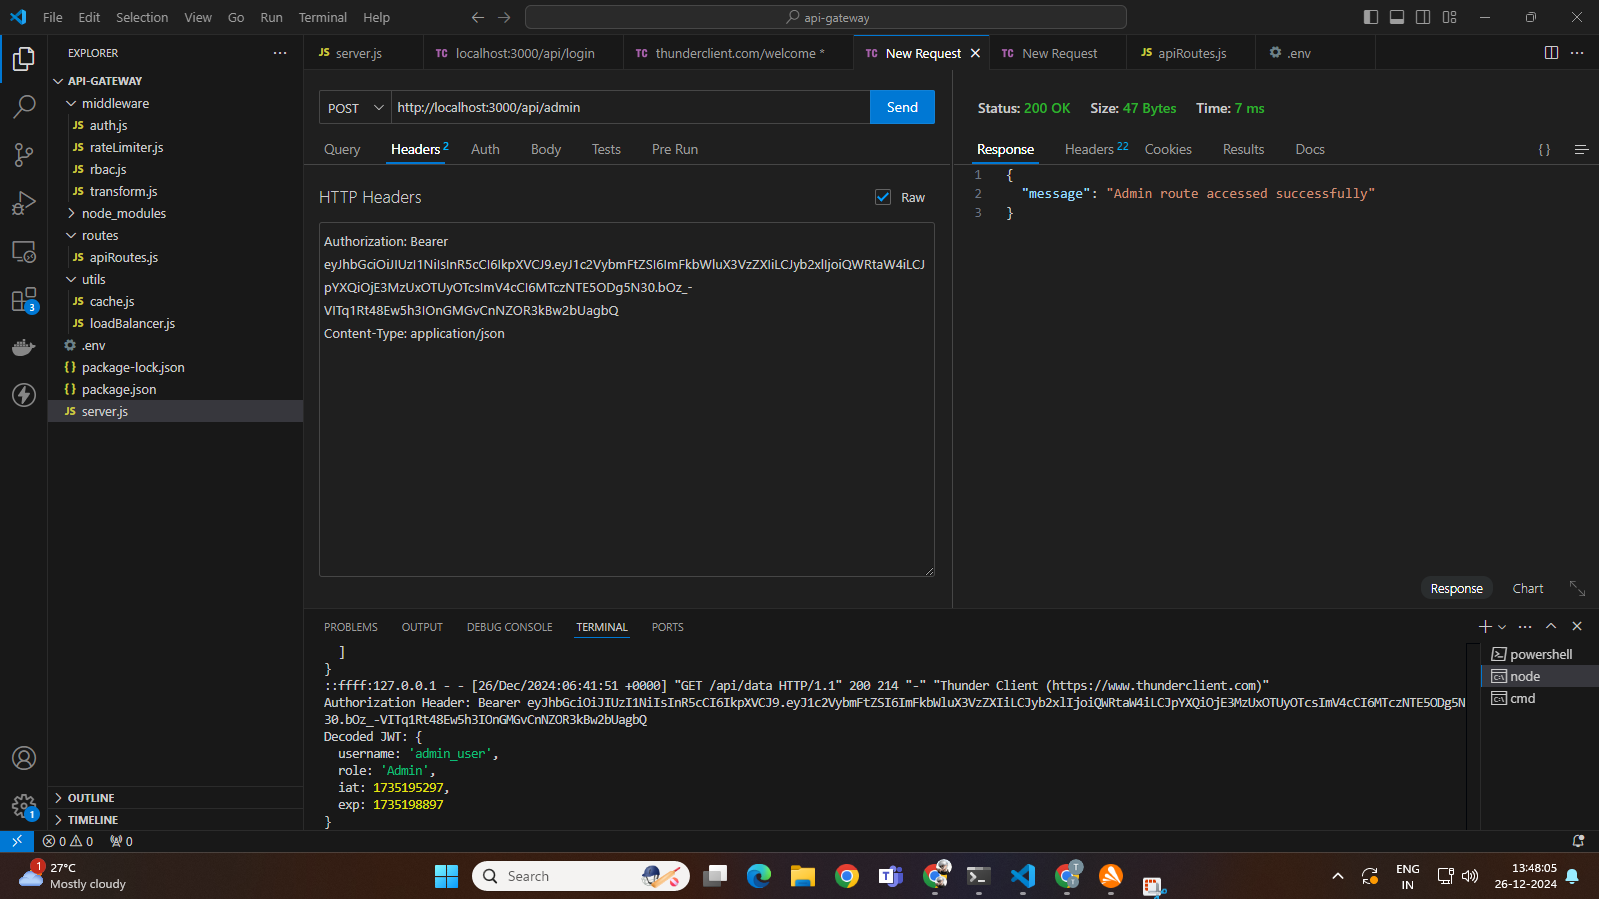 File Edit Selection View Go Run Terminal Help
api-gateway
EXPLORER
API-GATEWAY
middleware
JS auth.js
JS rateLimiter.js
JS rbac.js
JS transform.js
node_modules
routes
JS apiRoutes.js
utils
JS cache.js
JS loadBalancer.js
.env
{} package-lock.json
{} package.json
JS server.js
OUTLINE
TIMELINE
3
1
JS server.js
TC localhost:3000/api/login
TC thunderclient.com/welcome *
TC New Request
TC New Request
JS apiRoutes.js
.env
POST http://localhost:3000/api/admin Send
Query Headers 2 Auth Body Tests Pre Run
HTTP Headers Raw
Authorization: Bearer
eyJhbGciOiJIUzI1NiIsInR5cCI6IkpXVCJ9.eyJ1c2VybmFtZSI6ImFkbWluX3VzZXIiLCJyb2xlIjoiQWRtaW4iLCJ
pYXQiOjE3MzUxOTUyOTcsImV4cCI6MTczNTE5ODg5N30.bOz_-
VITq1Rt48Ew5h3IOnGMGvCnNZOR3kBw2bUagbQ
Content-Type: application/json
Status: 200 OK Size: 47 Bytes Time: 7 ms
Response Headers 22 Cookies Results Docs { }
1 {
2 "message": "Admin route accessed successfully"
3 }
Response Chart
PROBLEMS OUTPUT DEBUG CONSOLE TERMINAL PORTS
]
}
::ffff:127.0.0.1 - - [26/Dec/2024:06:41:51 +0000] "GET /api/data HTTP/1.1" 200 214 "-" "Thunder Client (https://www.thunderclient.com)"
Authorization Header: Bearer eyJhbGciOiJIUzI1NiIsInR5cCI6IkpXVCJ9.eyJ1c2VybmFtZSI6ImFkbWluX3VzZXIiLCJyb2xlIjoiQWRtaW4iLCJpYXQiOjE3MzUxOTUyOTcsImV4cCI6MTczNTE5ODg5N
30.bOz_-VITq1Rt48Ew5h3IOnGMGvCnNZOR3kBw2bUagbQ
Decoded JWT: {
username: 'admin_user',
role: 'Admin',
iat: 1735195297,
exp: 1735198897
}
powershell
node
cmd
0 0 0
1
27°C
Mostly cloudy
Search
ENG
IN
13:48:05
26-12-2024